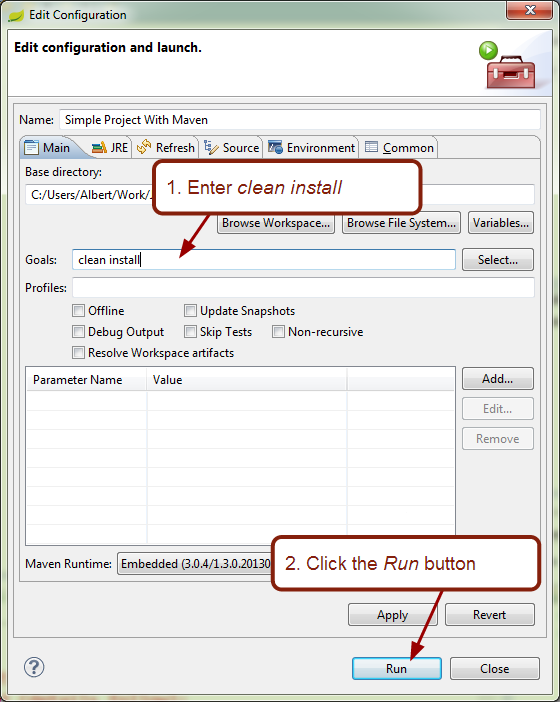 Edit Configuration
Edit configuration and launch.
Name: Simple Project With Maven
Main JRE Refresh Source Environment Common
Base directory:
C:/Users/Albert/Work/
1. Enter clean install
Browse Workspace... Browse File System... Variables...
Goals: clean install Select...
Profiles:
Offline Update Snapshots
Debug Output Skip Tests Non-recursive
Resolve Workspace artifacts
Parameter Name Value Add...
Edit...
Remove
Maven Runtime: Embedded (3.0.4/1.3.0.20130
2. Click the Run button
Apply Revert
? Run Close